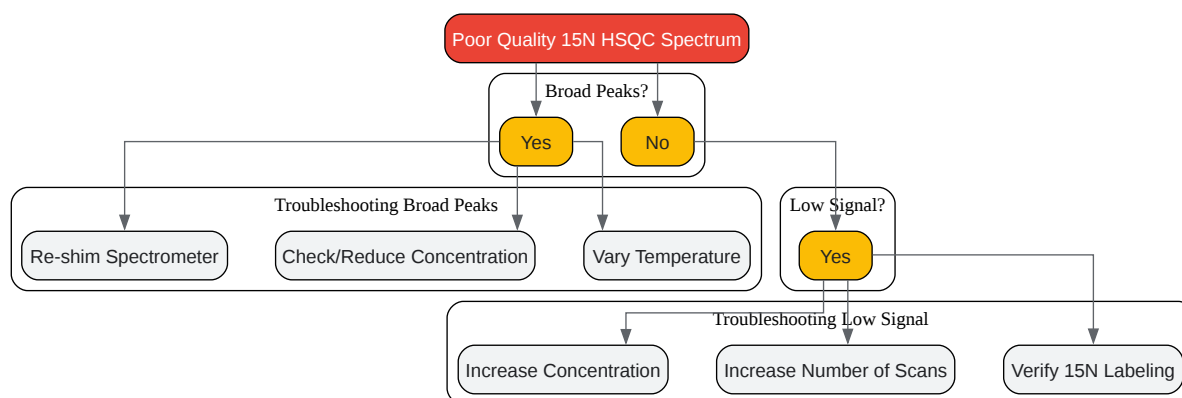 Poor Quality 15N HSQC Spectrum
Broad Peaks?
Yes
No
Troubleshooting Broad Peaks
Low Signal?
Re-shim Spectrometer
Check/Reduce Concentration
Vary Temperature
Yes
Troubleshooting Low Signal
Increase Concentration
Increase Number of Scans
Verify 15N Labeling